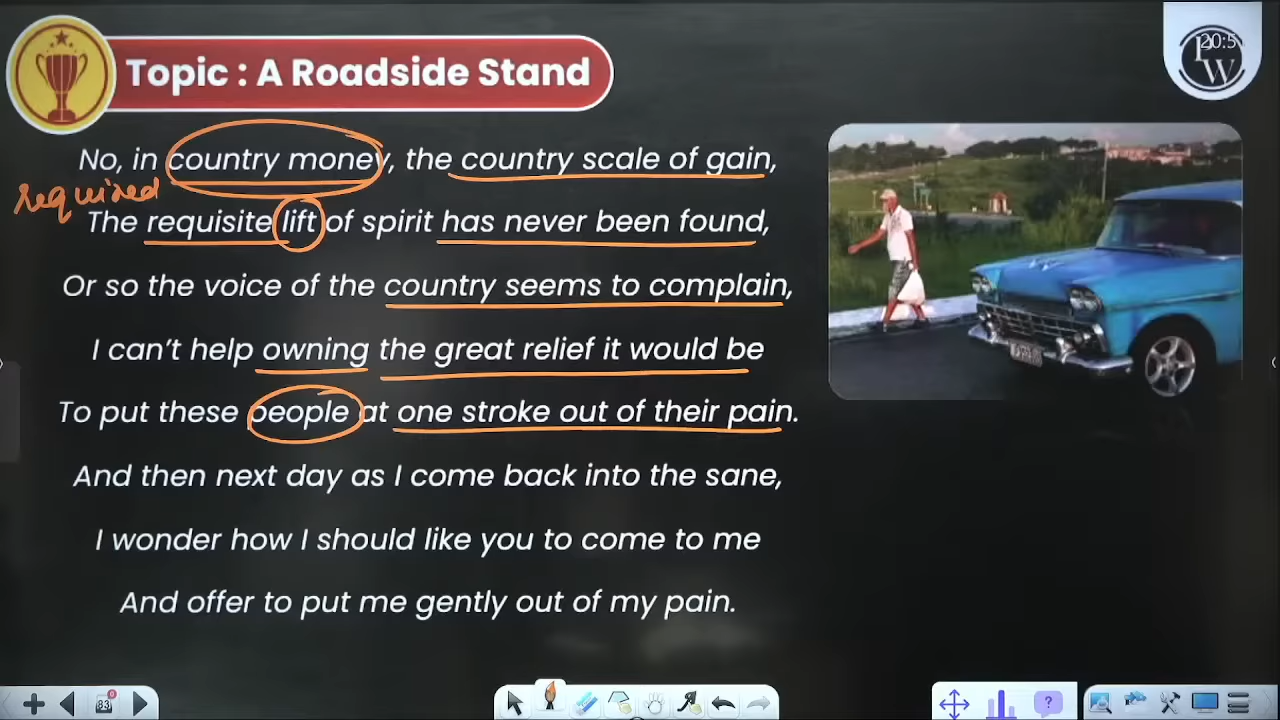 Topic : A Roadside Stand
20:5
PW
No, in country money, the country scale of gain,
required
The requisite lift of spirit has never been found,
Or so the voice of the country seems to complain,
I can't help owning the great relief it would be
To put these people at one stroke out of their pain.
And then next day as I come back into the sane,
I wonder how I should like you to come to me
And offer to put me gently out of my pain.
83